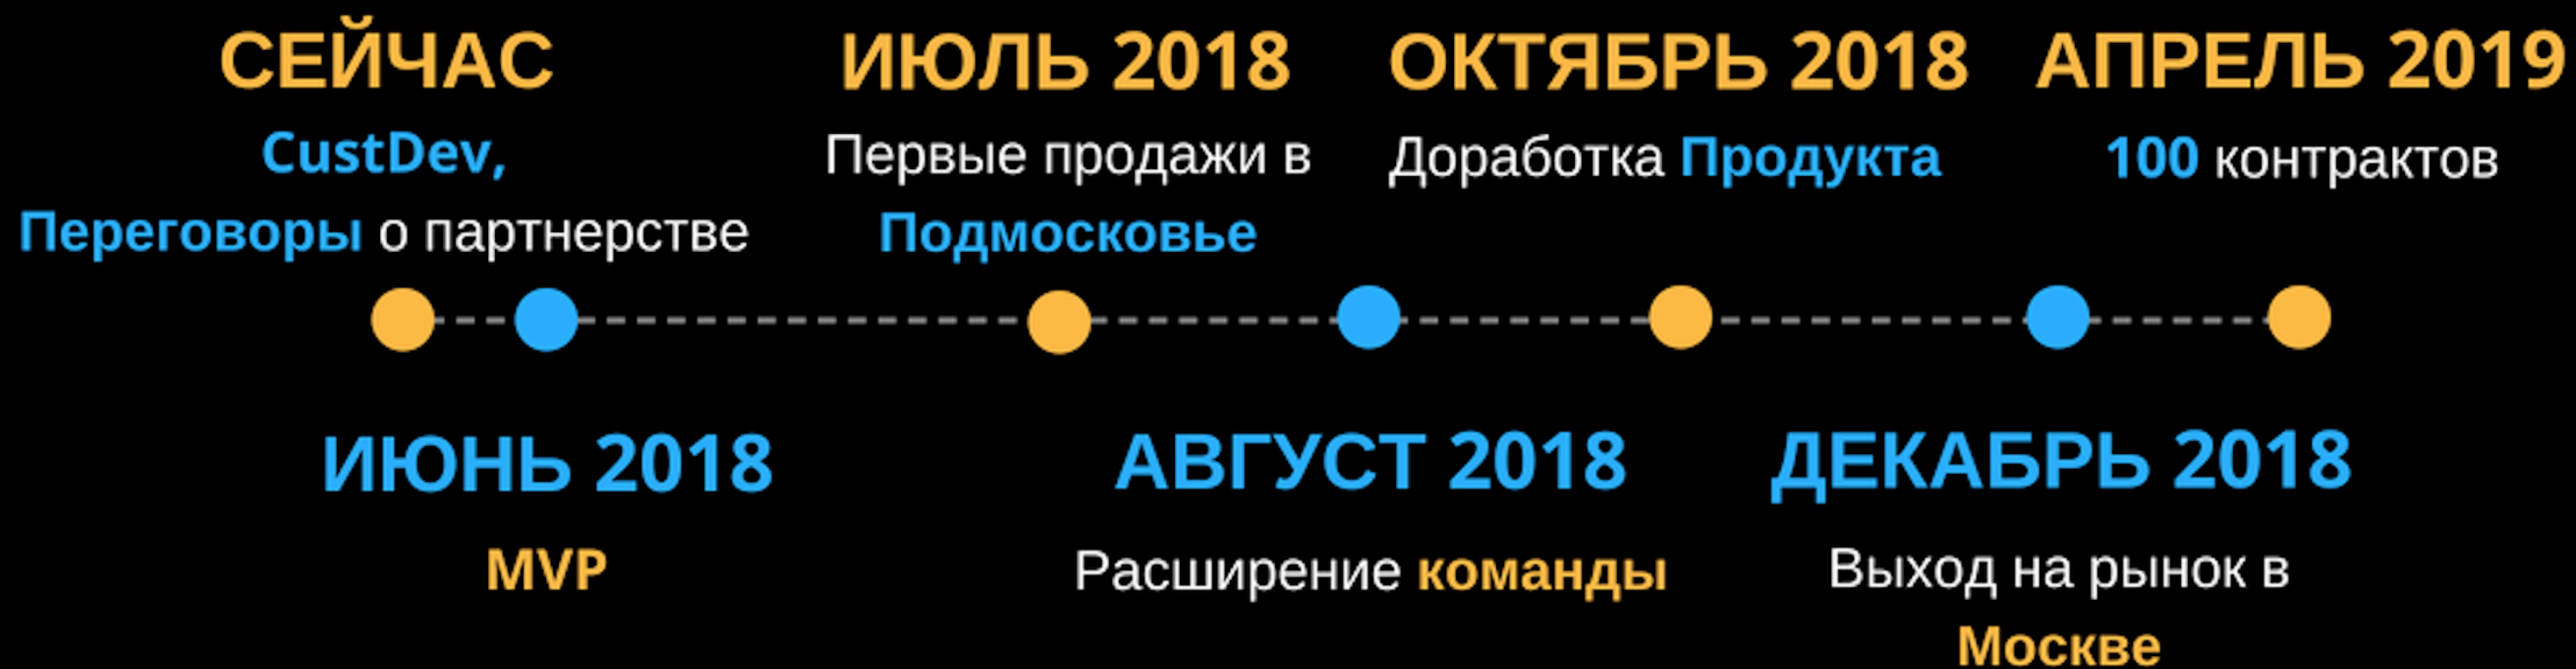 СЕЙЧАС
CustDev,
Переговоры о партнерстве
ИЮЛЬ 2018
Первые продажи в
Подмосковье
ОКТЯБРЬ 2018
Доработка Продукта
АПРЕЛЬ 2019
100 контрактов
ИЮНЬ 2018
MVP
АВГУСТ 2018
Расширение команды
ДЕКАБРЬ 2018
Выход на рынок в
Москве